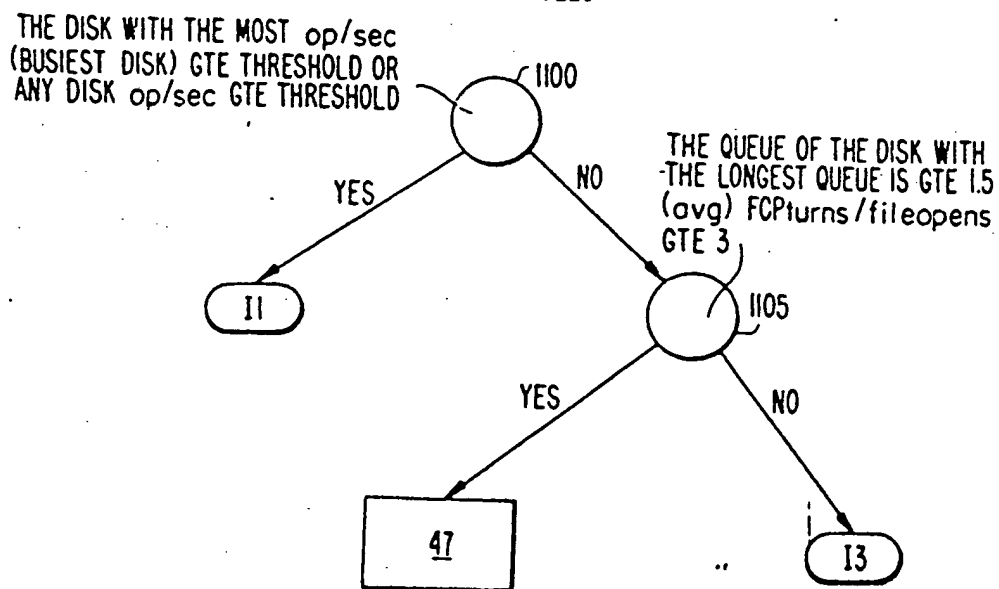 THE DISK WITH THE MOST op/sec
(BUSIEST DISK) GTE THRESHOLD OR
ANY DISK op/sec GTE THRESHOLD
1100
THE QUEUE OF THE DISK WITH
THE LONGEST QUEUE IS GTE 1.5
(avg) FCPturns/fileopens
GTE 3
YES
NO
I1
1105
YES
NO
47
I3